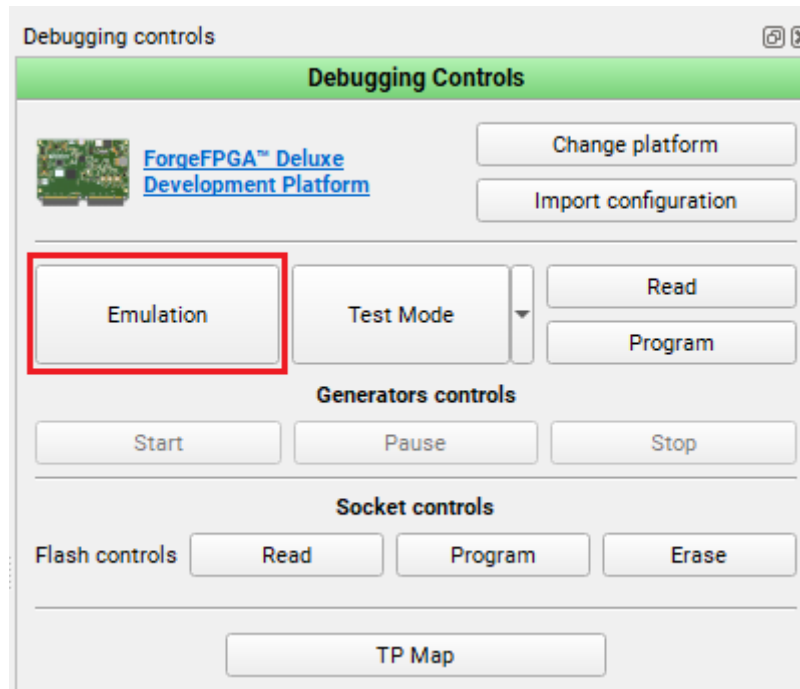 Debugging controls
Debugging Controls
ForgeFPGA™ Deluxe
Development Platform
Change platform
Import configuration
Emulation
Test Mode
Read
Program
Generators controls
Start
Pause
Stop
Socket controls
Flash controls
Read
Program
Erase
TP Map